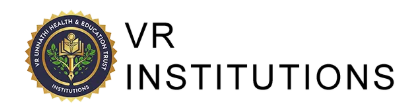 VR UNNATHI HEALTH & EDUCATION TRUST
INSTITUTIONS
VR
INSTITUTIONS